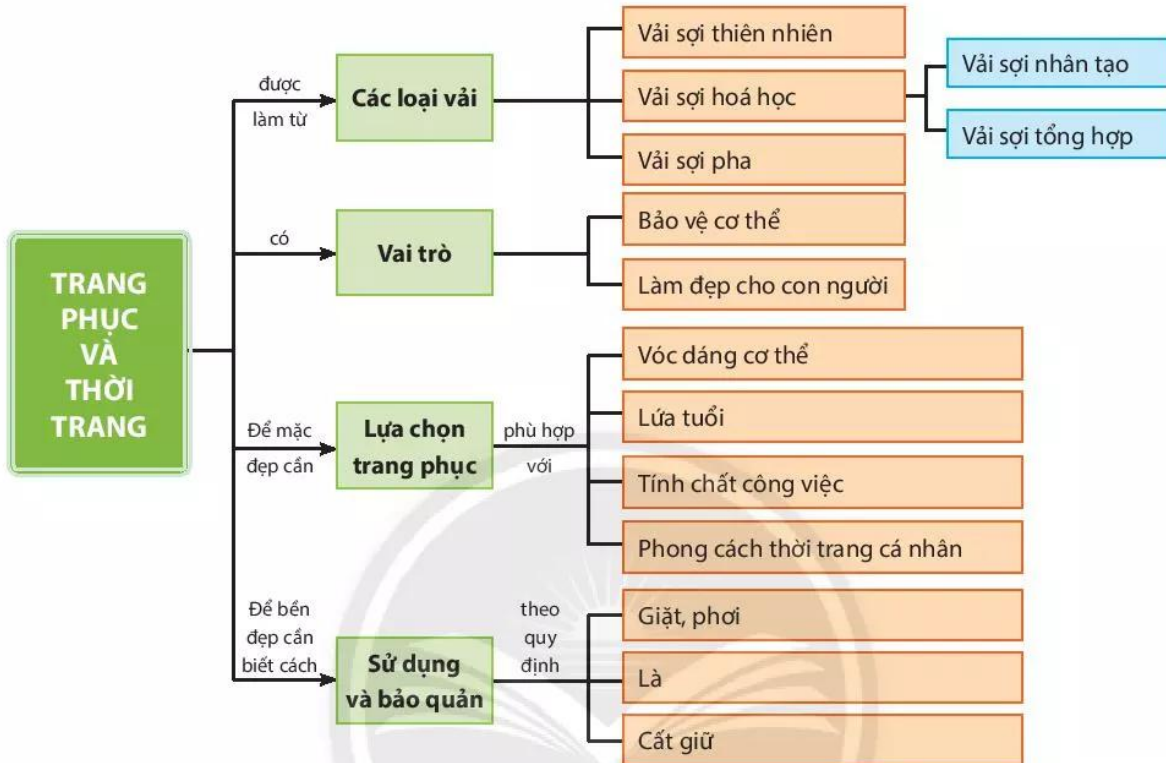 TRANG
PHỤC
VÀ
THỜI
TRANG
được
làm từ
Các loại vải
Vải sợi thiên nhiên
Vải sợi hoá học
Vải sợi nhân tạo
Vải sợi tổng hợp
Vải sợi pha
có
Vai trò
Bảo vệ cơ thể
Làm đẹp cho con người
Để mặc
đẹp cần
Lựa chọn
trang phục
phù hợp
với
Vóc dáng cơ thể
Lứa tuổi
Tính chất công việc
Phong cách thời trang cá nhân
Để bền
đẹp cần
biết cách
Sử dụng
và bảo quản
theo
quy
định
Giặt, phơi
Là
Cất giữ